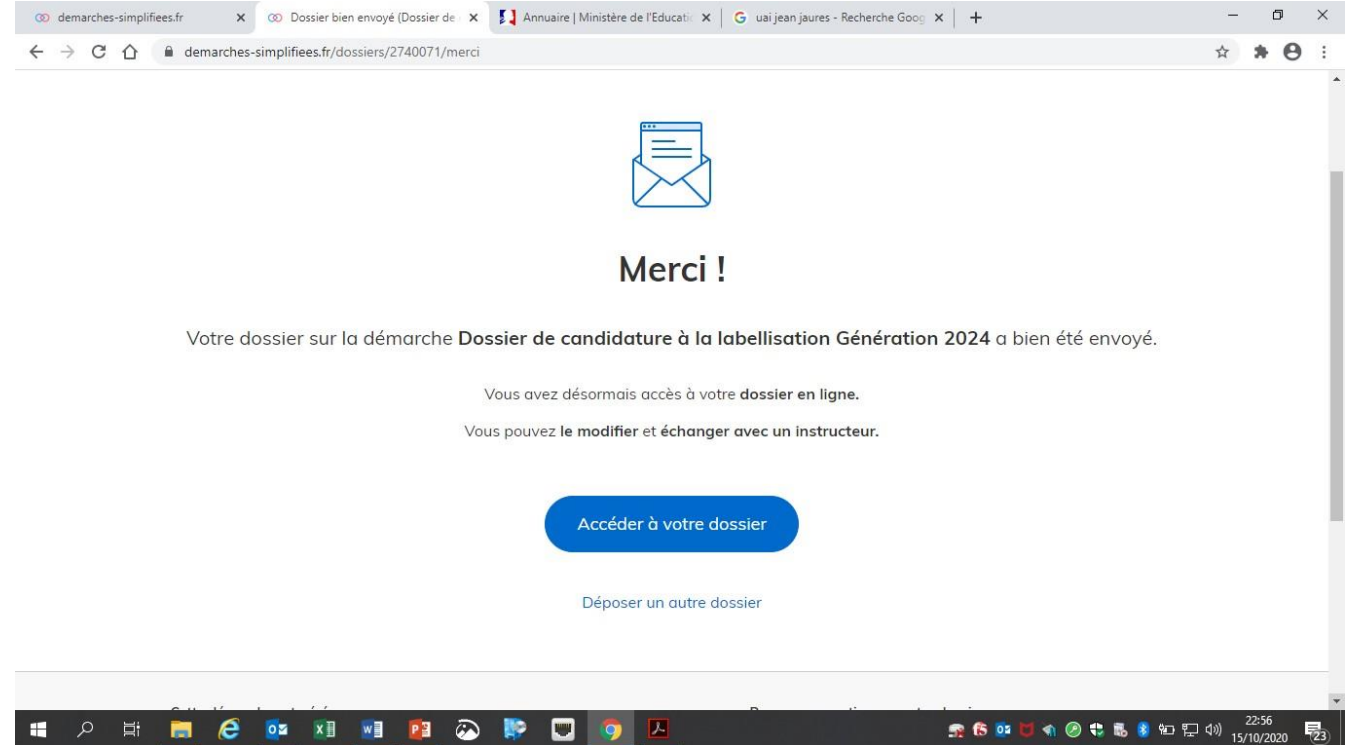 demarches-simplifiees.fr
Dossier bien envoyé (Dossier de
Annuaire | Ministère de l'Educatio
uai jean jaures - Recherche Goog
demarches-simplifiees.fr/dossiers/2740071/merci
Merci !
Votre dossier sur la démarche Dossier de candidature à la labellisation Génération 2024 a bien été envoyé.
Vous avez désormais accès à votre dossier en ligne.
Vous pouvez le modifier et échanger avec un instructeur.
Accéder à votre dossier
Déposer un autre dossier
22:56
15/10/2020
23